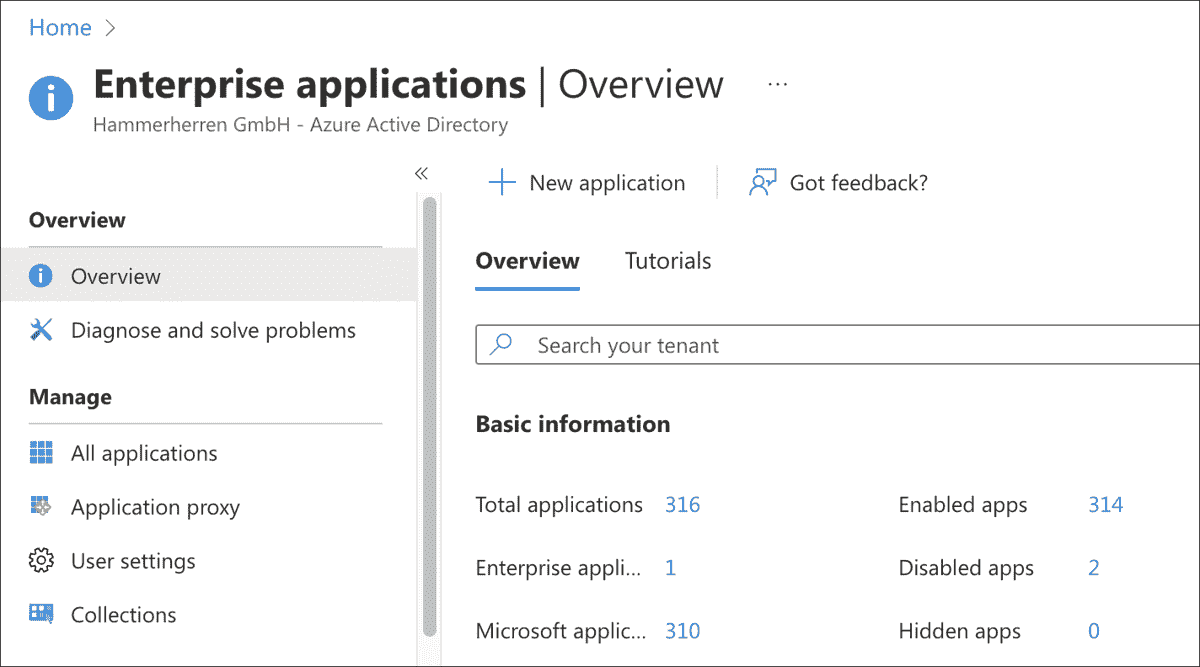 Home
Enterprise applications | Overview ...
Hammerherren GmbH - Azure Active Directory
«
Overview
Overview
Diagnose and solve problems
Manage
All applications
Application proxy
User settings
Collections
New application
Got feedback?
Overview Tutorials
Search your tenant
Basic information
Total applications 316 Enabled apps 314
Enterprise appli... 1 Disabled apps 2
Microsoft applic... 310 Hidden apps 0